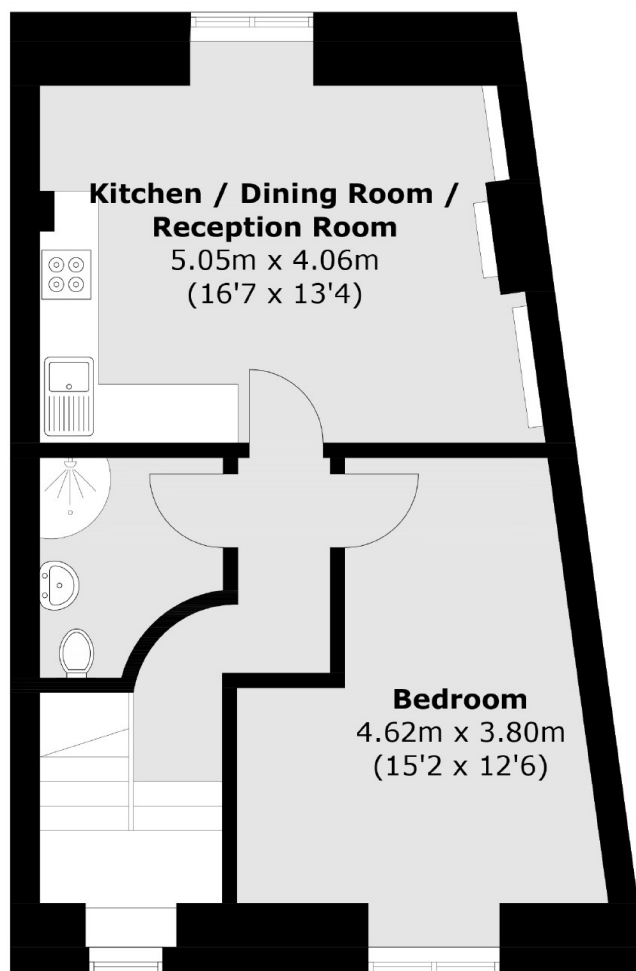 Kitchen / Dining Room /
Reception Room
5.05m x 4.06m
(16'7 x 13'4)
Bedroom
4.62m x 3.80m
(15'2 x 12'6)